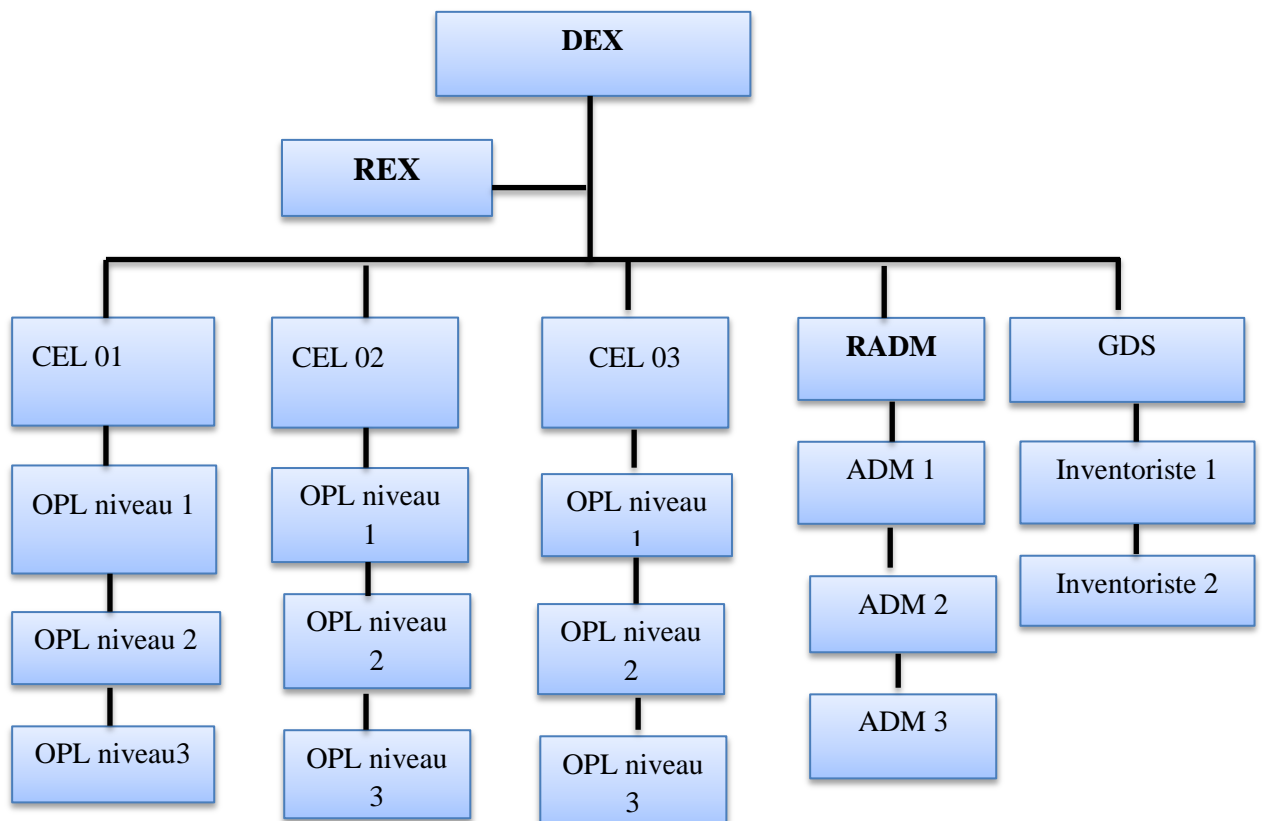 DEX
REX
CEL 01
CEL 02
CEL 03
RADM
GDS
OPL niveau 1
OPL niveau
1
OPL niveau
1
ADM 1
Inventoriste 1
OPL niveau 2
OPL niveau
2
OPL niveau
2
ADM 2
Inventoriste 2
OPL niveau3
OPL niveau
3
OPL niveau
3
ADM 3